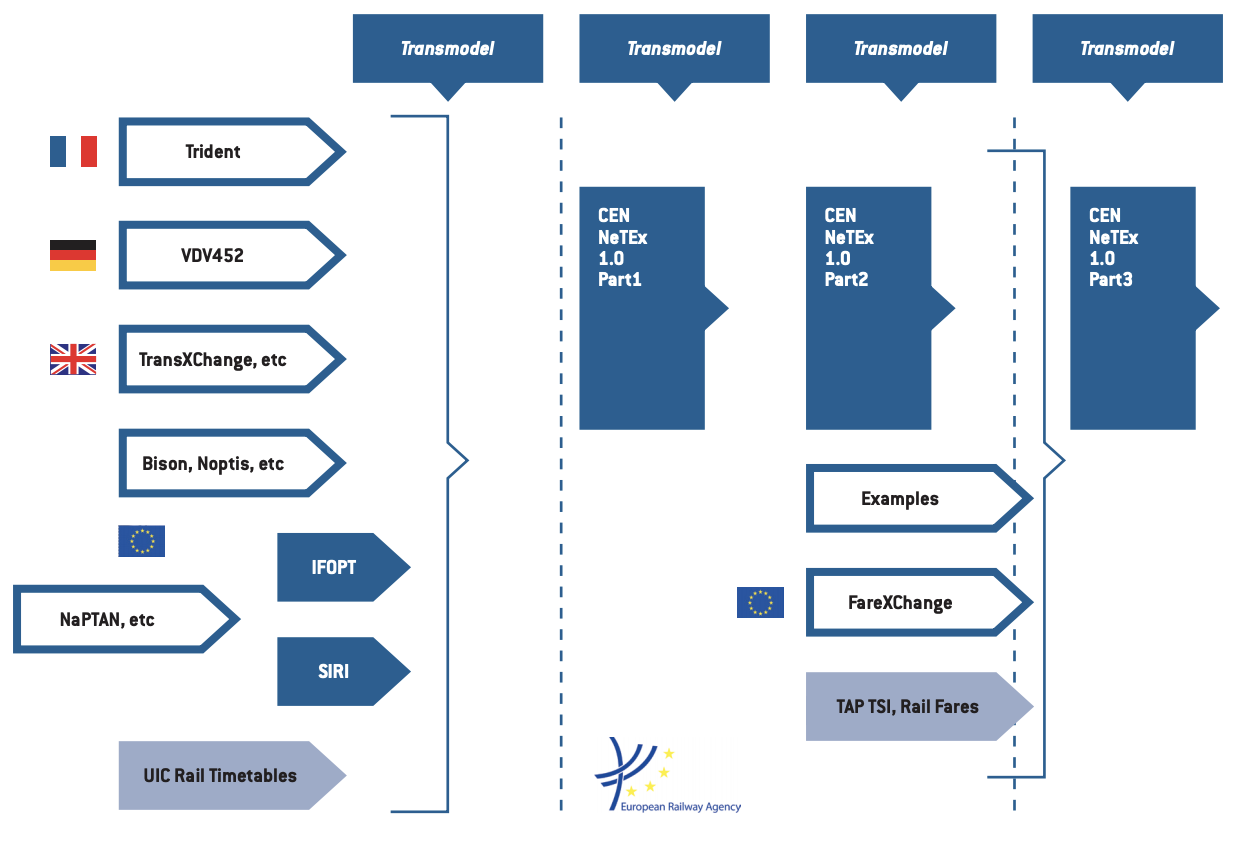 Transmodel
Transmodel
Transmodel
Transmodel
Trident
VDV452
TransXChange, etc
Bison, Noptis, etc
IFOPT
NaPTAN, etc
SIRI
UIC Rail Timetables
CEN
NeTEx
1.0
Part1
European Railway Agency
CEN
NeTEx
1.0
Part2
Examples
FareXChange
TAP TSI, Rail Fares
CEN
NeTEx
1.0
Part3